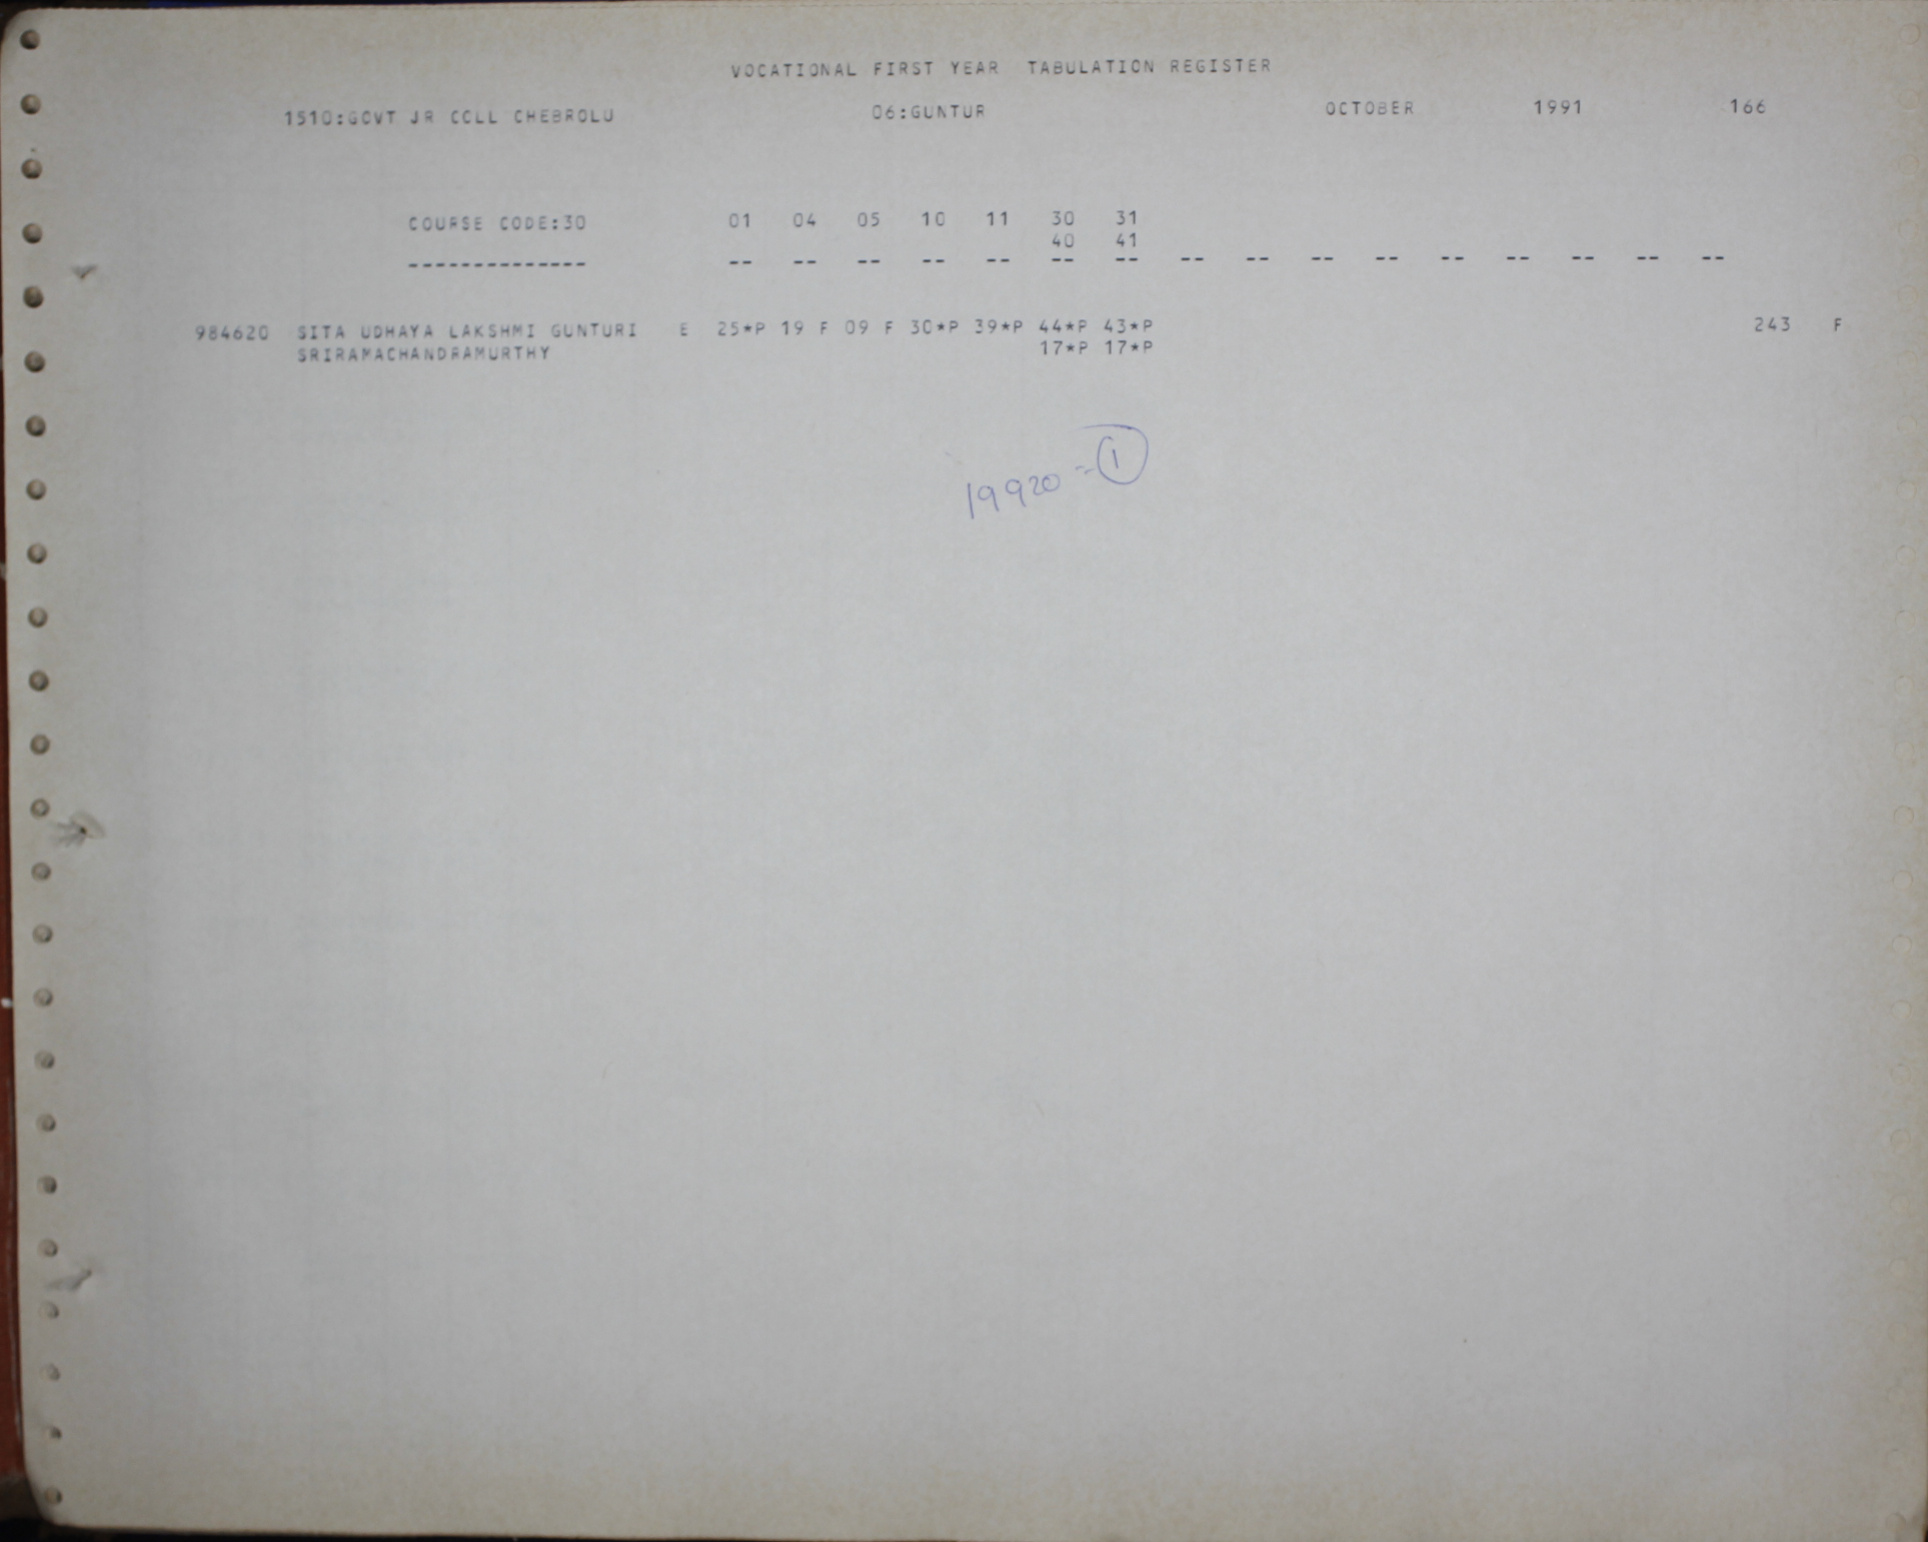 VOCATIONAL FIRST YEAR TABULATION REGISTER
1510:GOVT JR COLL CHEBROLU 06:GUNTUR OCTOBER 1991 166
COURSE CODE:30 01 04 05 10 11 30 31
40 41
-------------- -- -- -- -- -- -- -- -- -- -- -- -- -- -- -- --
984620 SITA UDHAYA LAKSHMI GUNTURI E 25*P 19 F 09 F 30*P 39*P 44*P 43*P 243 F
SRIRAMACHANDRAMURTHY 17*P 17*P
19920 = 1